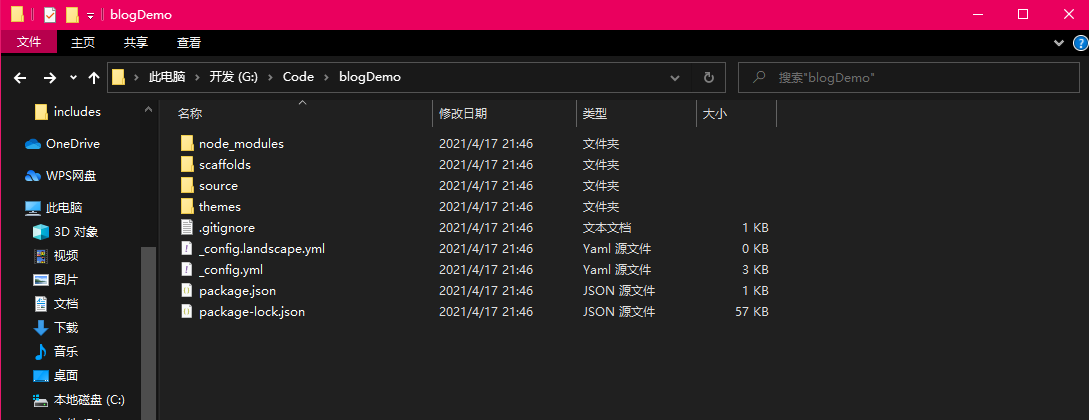 blogDemo
文件 主页 共享 查看
此电脑 开发 (G:) Code blogDemo 搜索"blogDemo"
名称 修改日期 类型 大小
includes
OneDrive
WPS网盘
此电脑
3D 对象
视频
图片
文档
下载
音乐
桌面
本地磁盘 (C:)
node_modules 2021/4/17 21:46 文件夹
scaffolds 2021/4/17 21:46 文件夹
source 2021/4/17 21:46 文件夹
themes 2021/4/17 21:46 文件夹
.gitignore 2021/4/17 21:46 文本文档 1 KB
_config.landscape.yml 2021/4/17 21:46 Yaml 源文件 0 KB
_config.yml 2021/4/17 21:46 Yaml 源文件 3 KB
package.json 2021/4/17 21:46 JSON 源文件 1 KB
package-lock.json 2021/4/17 21:46 JSON 源文件 57 KB